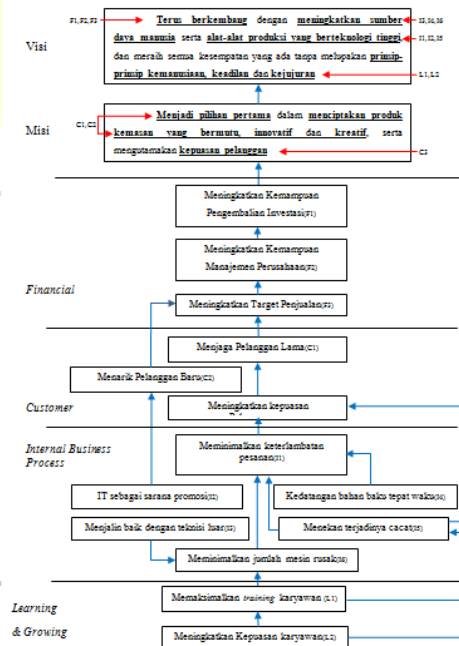 F1, F2, F3
Terus berkembang dengan meningkatkan sumber
I3, I4, I6
daya manusia serta alat-alat produksi yang berteknologi tinggi,
I1, I2, I5
Visi
dan meraih semua kesempatan yang ada tanpa melupakan prinsip-
prinsip kemanusiaan, keadilan dan kejujuran
L1, L2
Menjadi pilihan pertama dalam menciptakan produk
C1, C2
Misi
kemasan yang bermutu, innovatif dan kreatif, serta
mengutamakan kepuasan pelanggan
C3
Meningkatkan Kemampuan
Pengembalian Investasi(F1)
Meningkatkan Kemampuan
Manajemen Perusahaan(F2)
Financial
Meningkatkan Target Penjualan(F3)
Menjaga Pelanggan Lama(C1)
Menarik Pelanggan Baru(C2)
Customer
Meningkatkan kepuasan
Internal Business
Process
Meminimalkan keterlambatan
pesanan(I1)
IT sebagai sarana promosi(I2)
Kedatangan bahan baku tepat waku(I4)
Menjalin baik dengan teknisi luar(I3)
Menekan terjadinya cacat(I5)
Meminimalkan jumlah mesin rusak(I6)
Learning
& Growing
Memaksimalkan training karyawan (L1)
Meningkatkan Kepuasan karyawan(L2)